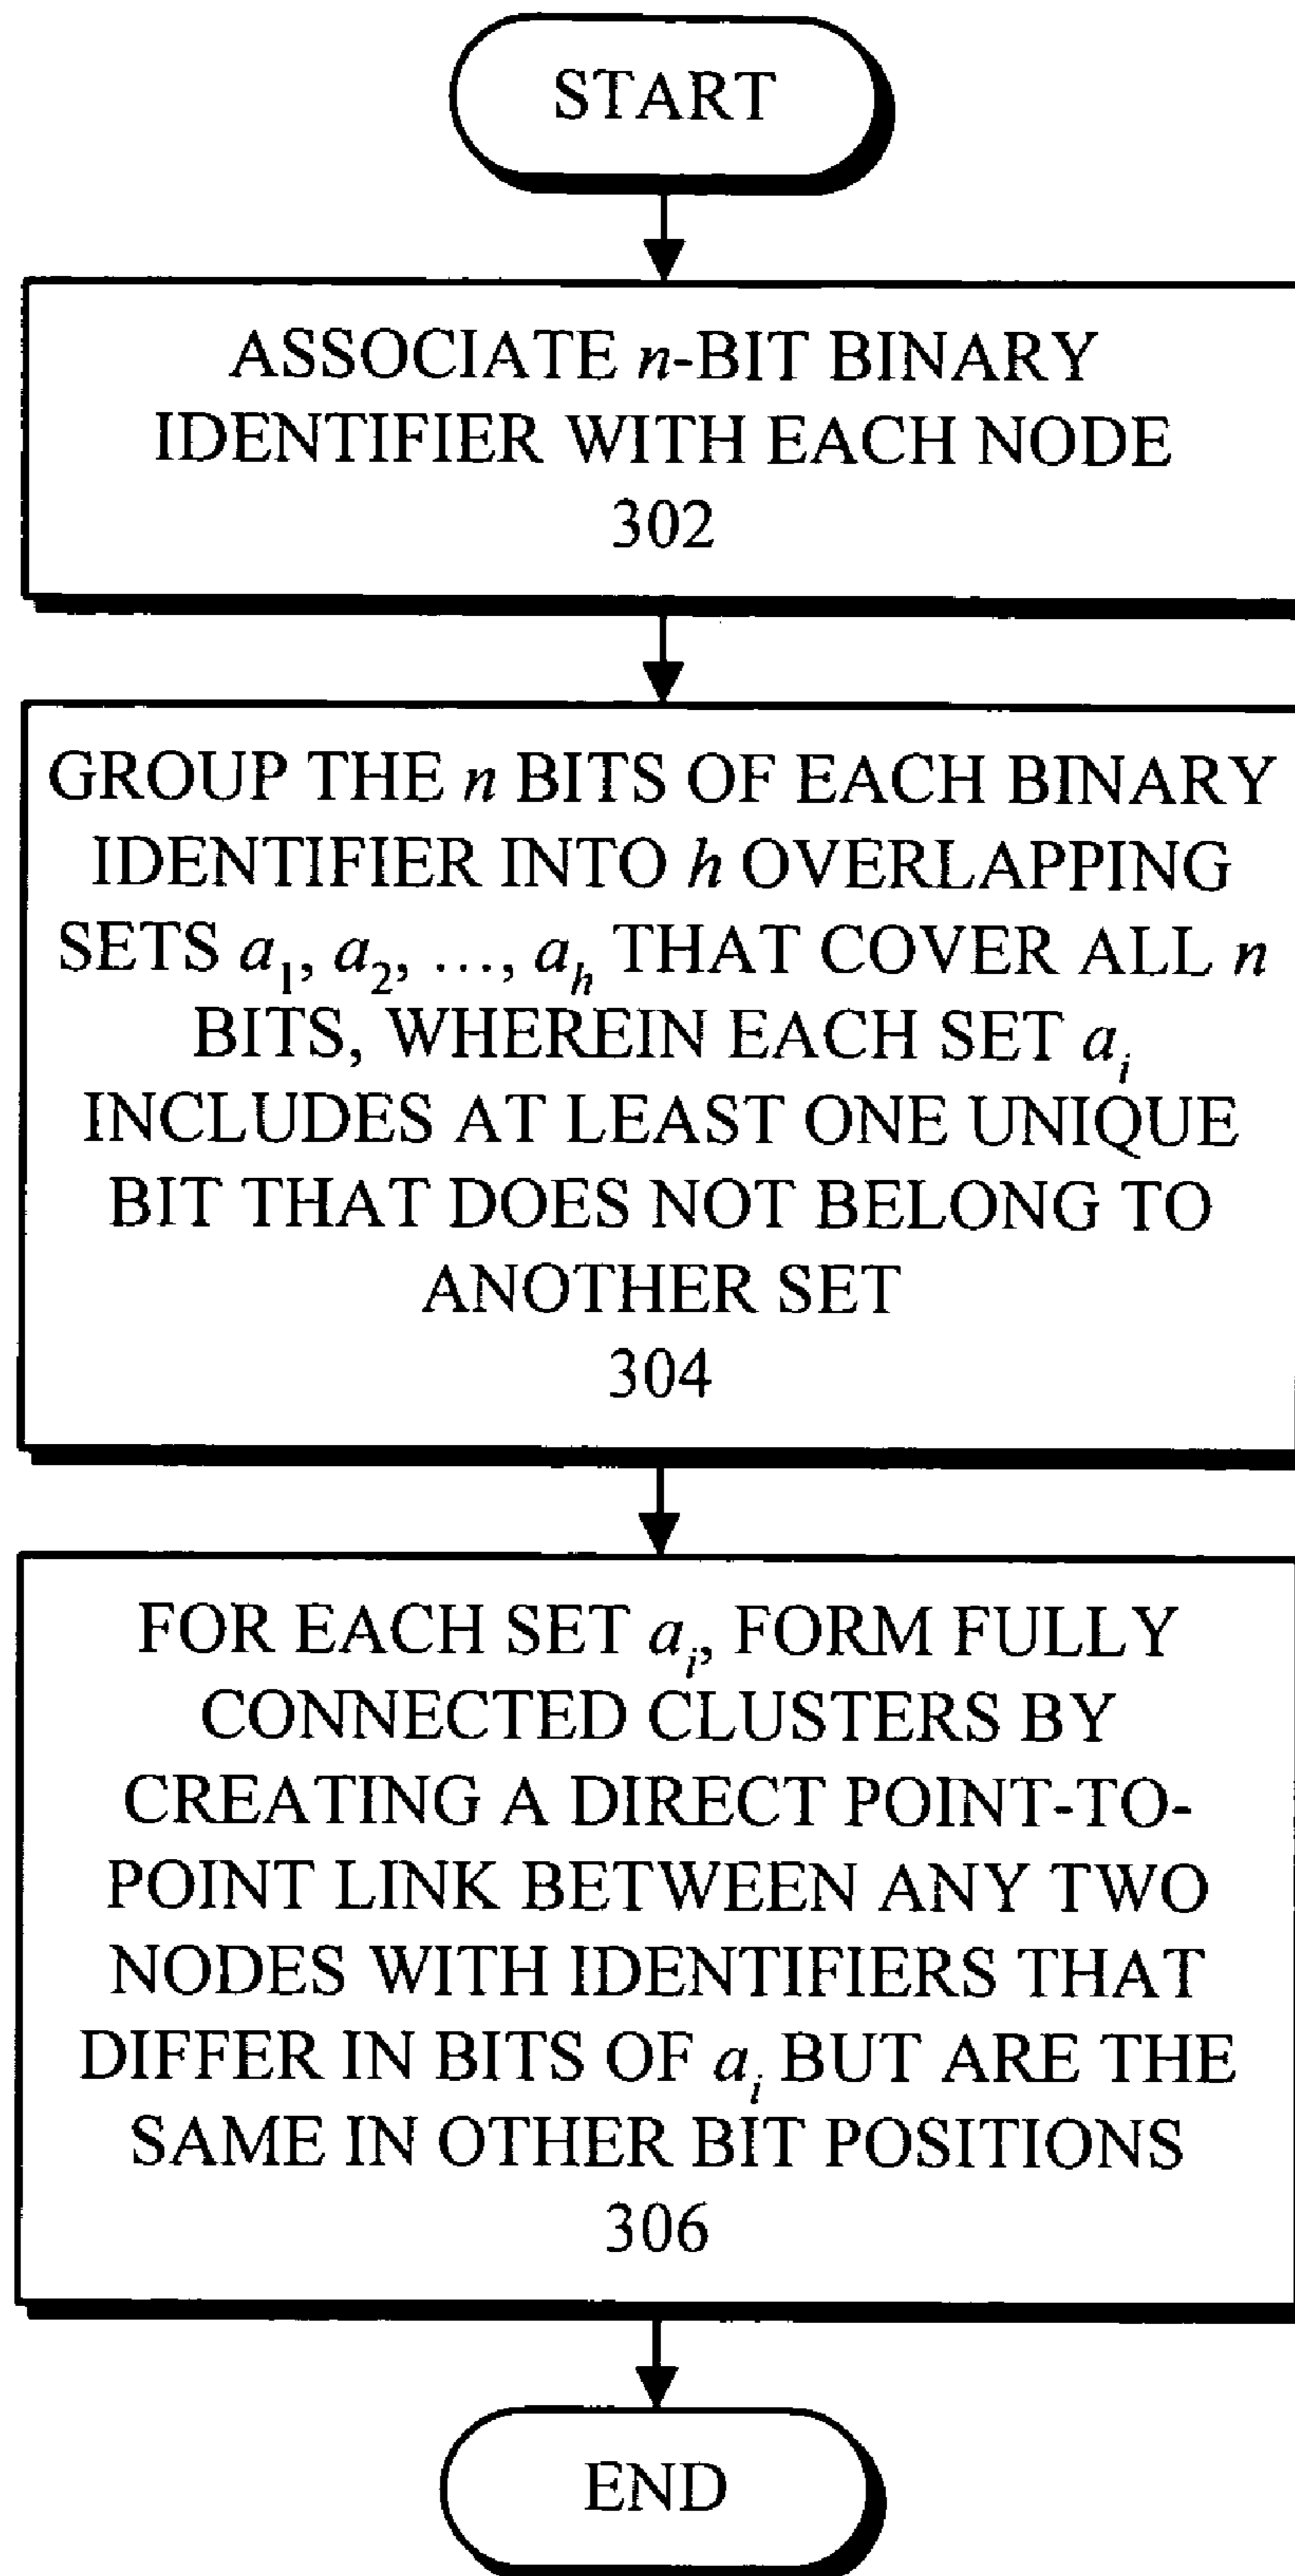 START
ASSOCIATE n-BIT BINARY
IDENTIFIER WITH EACH NODE
302
GROUP THE n BITS OF EACH BINARY
IDENTIFIER INTO h OVERLAPPING
SETS a₁, a₂, ..., aₕ THAT COVER ALL n
BITS, WHEREIN EACH SET aᵢ
INCLUDES AT LEAST ONE UNIQUE
BIT THAT DOES NOT BELONG TO
ANOTHER SET
304
FOR EACH SET aᵢ, FORM FULLY
CONNECTED CLUSTERS BY
CREATING A DIRECT POINT-TO-
POINT LINK BETWEEN ANY TWO
NODES WITH IDENTIFIERS THAT
DIFFER IN BITS OF aᵢ BUT ARE THE
SAME IN OTHER BIT POSITIONS
306
END